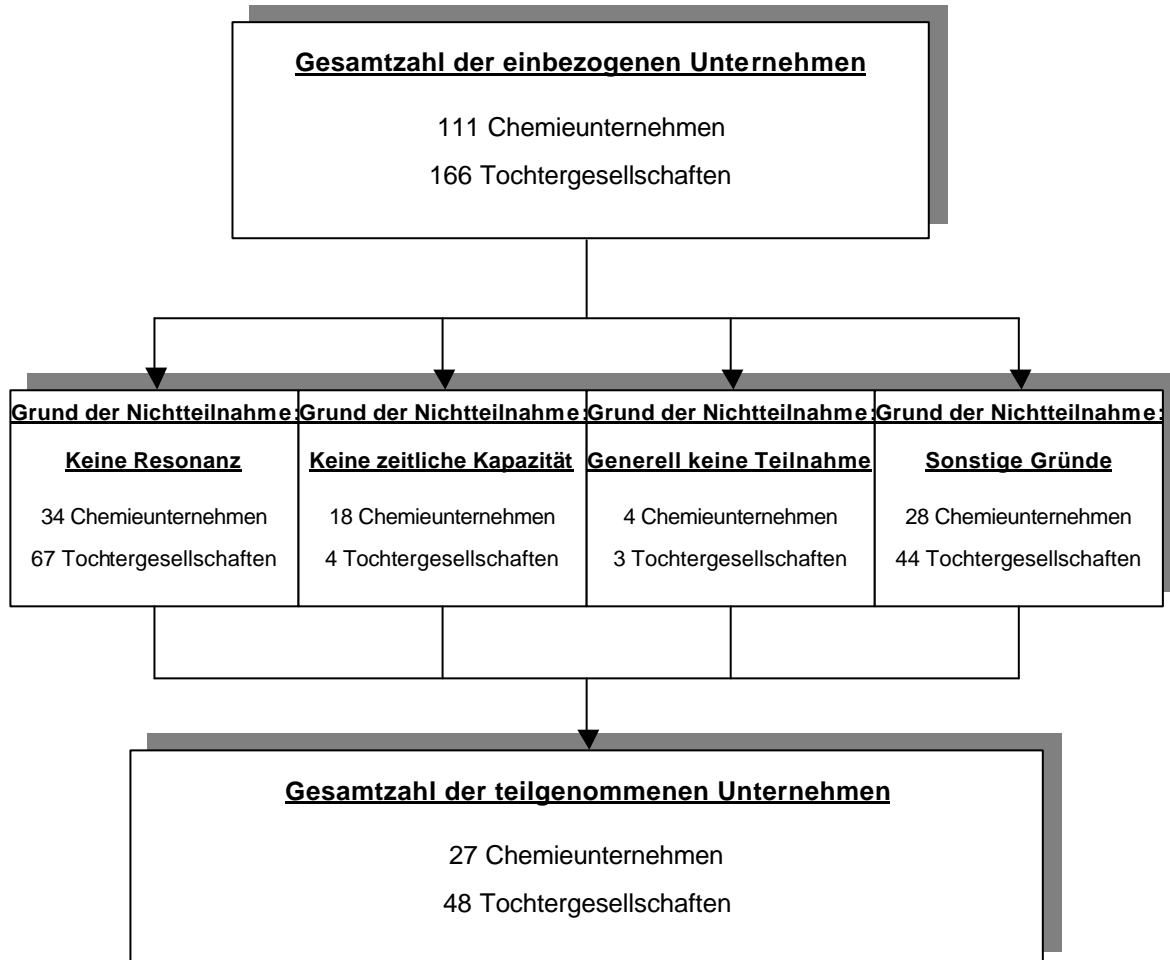 Gesamtzahl der einbezogenen Unternehmen
111 Chemieunternehmen
166 Tochtergesellschaften
Grund der Nichtteilnahme:
Keine Resonanz
34 Chemieunternehmen
67 Tochtergesellschaften
Grund der Nichtteilnahme:
Keine zeitliche Kapazität
18 Chemieunternehmen
4 Tochtergesellschaften
Grund der Nichtteilnahme:
Generell keine Teilnahme
4 Chemieunternehmen
3 Tochtergesellschaften
Grund der Nichtteilnahme:
Sonstige Gründe
28 Chemieunternehmen
44 Tochtergesellschaften
Gesamtzahl der teilgenommenen Unternehmen
27 Chemieunternehmen
48 Tochtergesellschaften